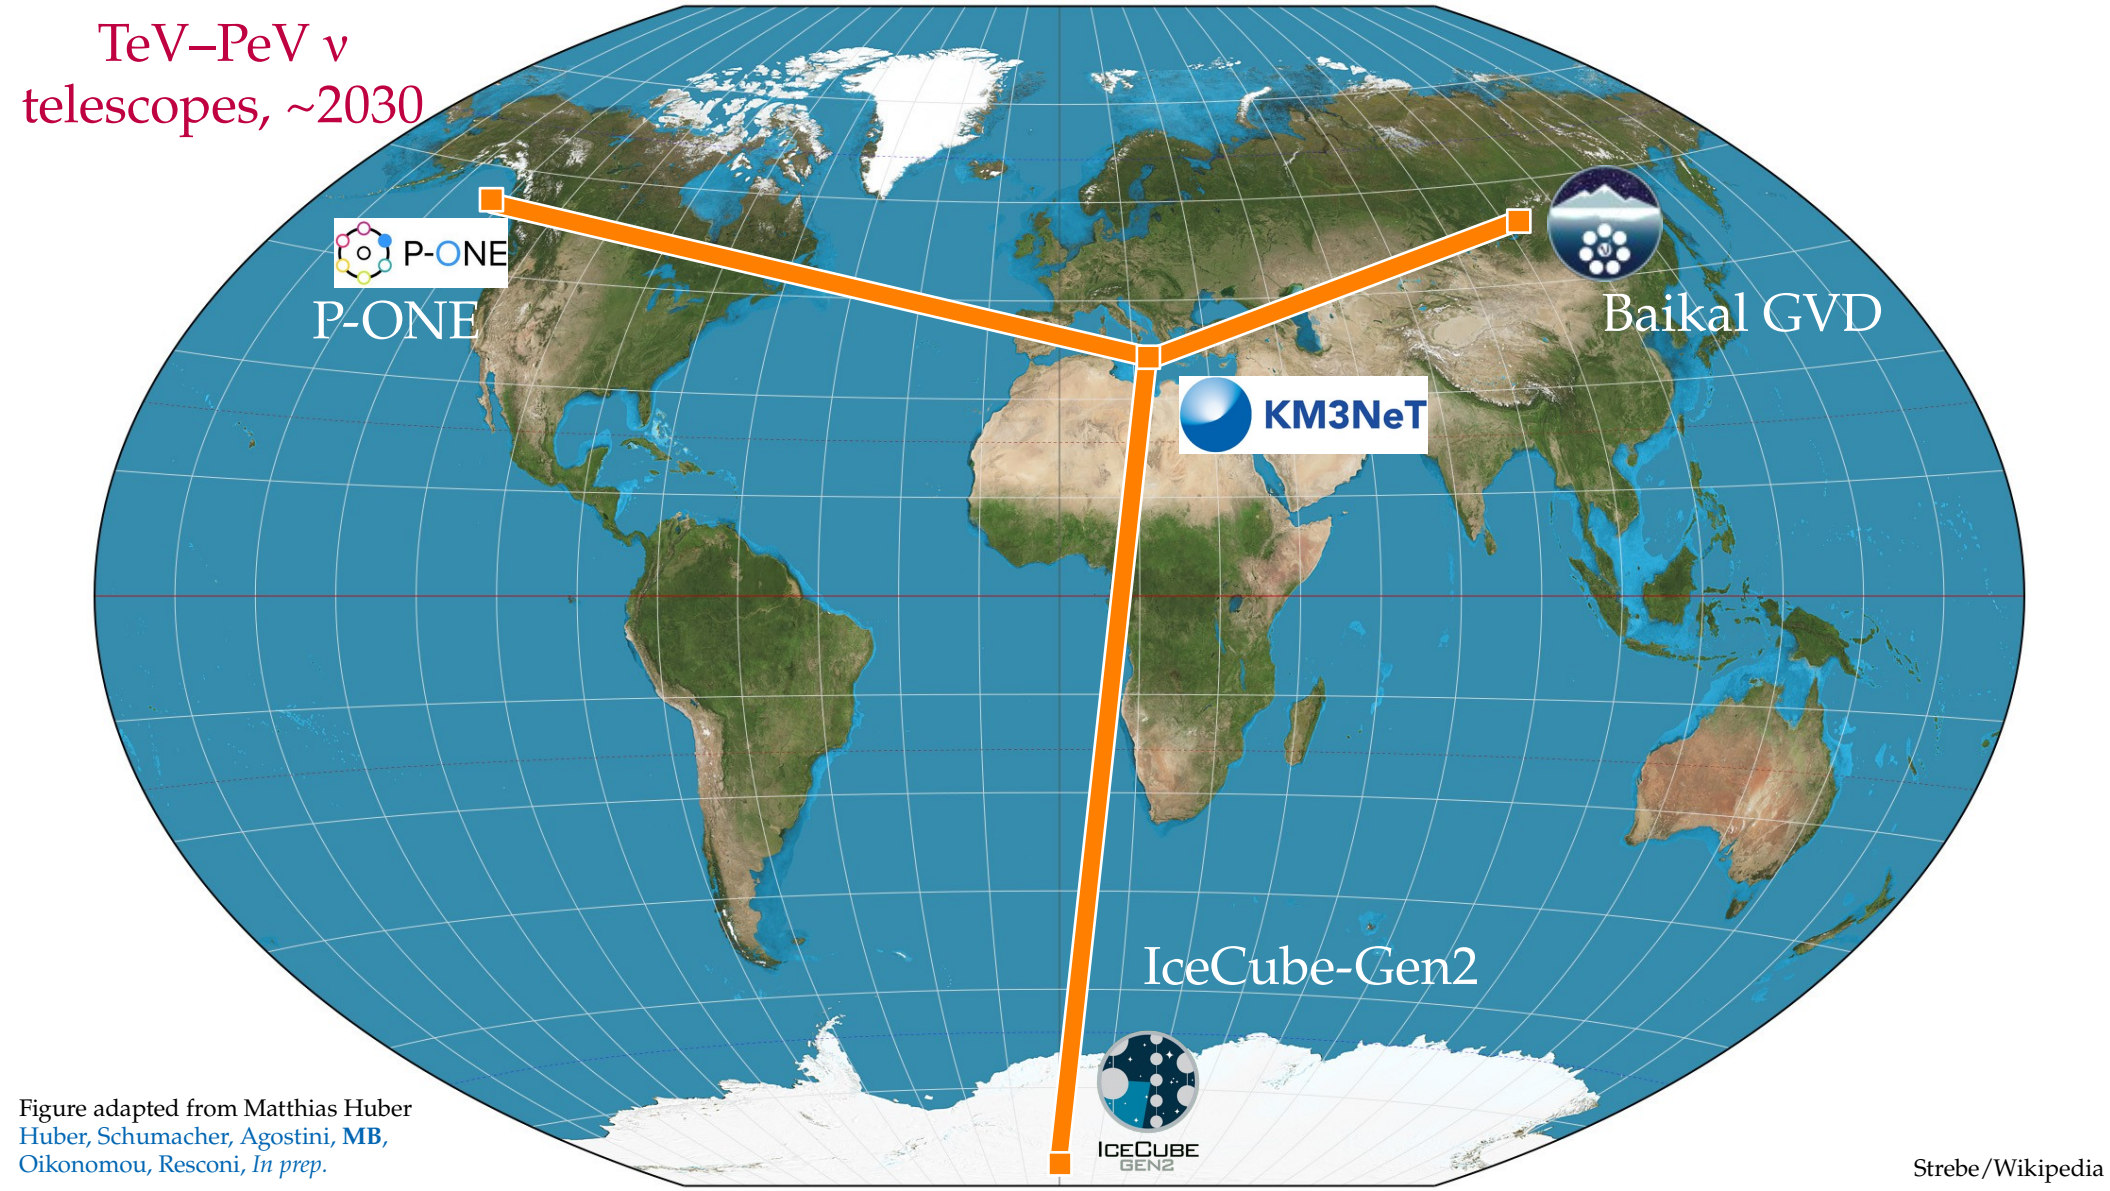 TeV–PeV ν
telescopes, ~2030
P-ONE
P-ONE
Baikal GVD
KM3NeT
IceCube-Gen2
ICECUBE
GEN2
Figure adapted from Matthias Huber
Huber, Schumacher, Agostini, MB,
Oikonomou, Resconi, In prep.
Strebe/Wikipedia